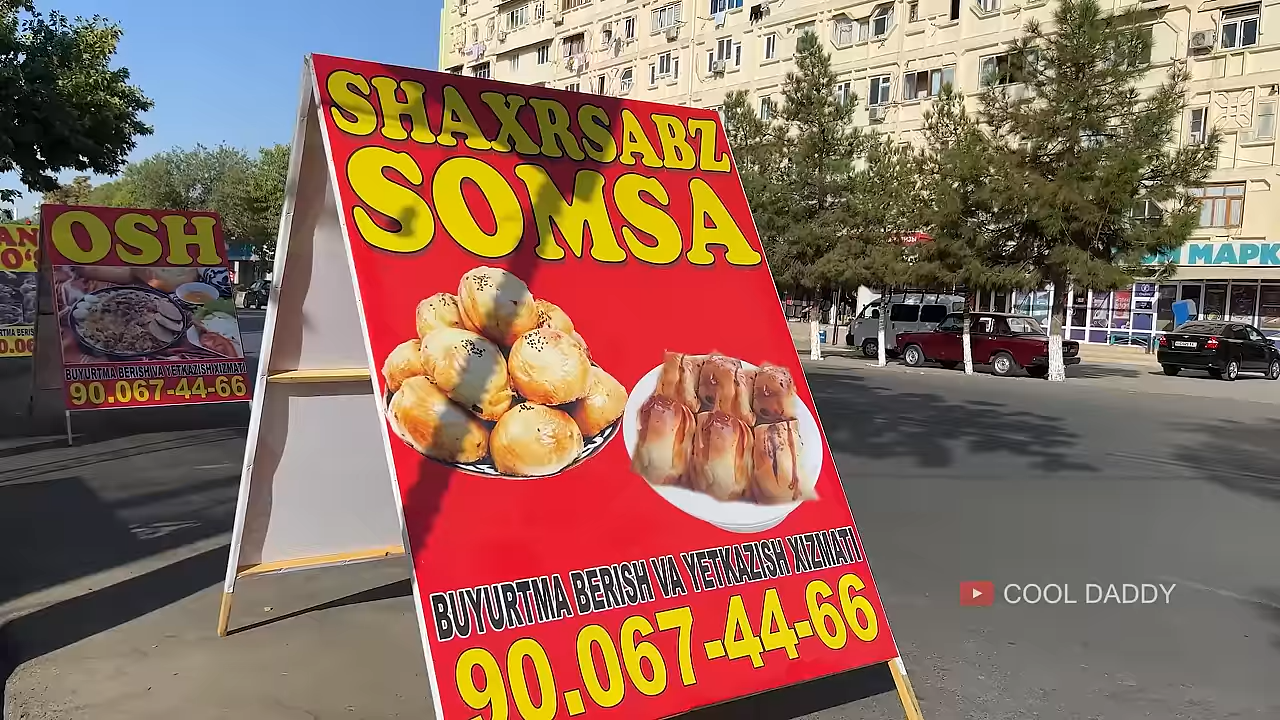 SHAXRSABZ
SOMSA
BUYURTMA BERISH VA YETKAZISH XIZMATI
90.067-44-66
OSH
BUYURTMA BERISH VA YETKAZISH XIZMATI
90.067-44-66
AN
МАРК
COOL DADDY